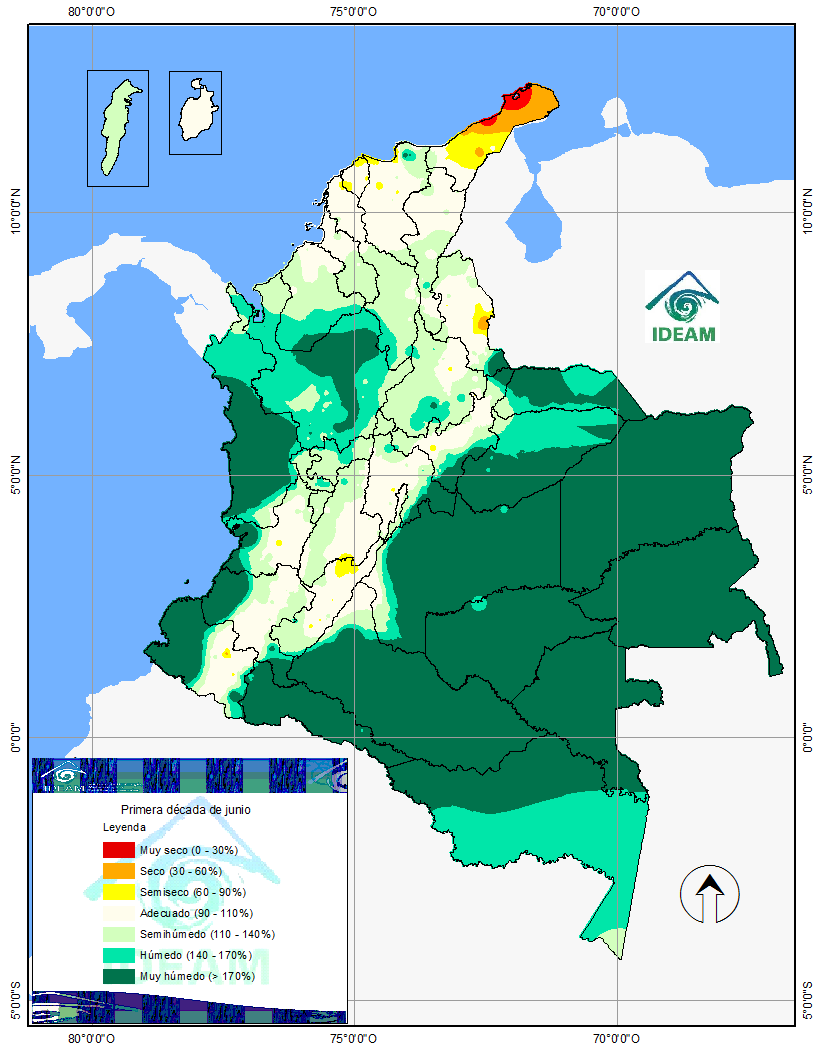 80°0'0"O 75°0'0"O 70°0'0"O
10°0'0"N 10°0'0"N
IDEAM
5°0'0"N 5°0'0"N
0°0'0" 0°0'0"
IDEAM
Primera década de junio
Leyenda
Muy seco (0 - 30%)
Seco (30 - 60%)
Semiseco (60 - 90%)
Adecuado (90 - 110%)
Semihúmedo (110 - 140%)
Húmedo (140 - 170%)
Muy húmedo (> 170%)
IDEAM
5°0'0"S 5°0'0"S
80°0'0"O 75°0'0"O 70°0'0"O